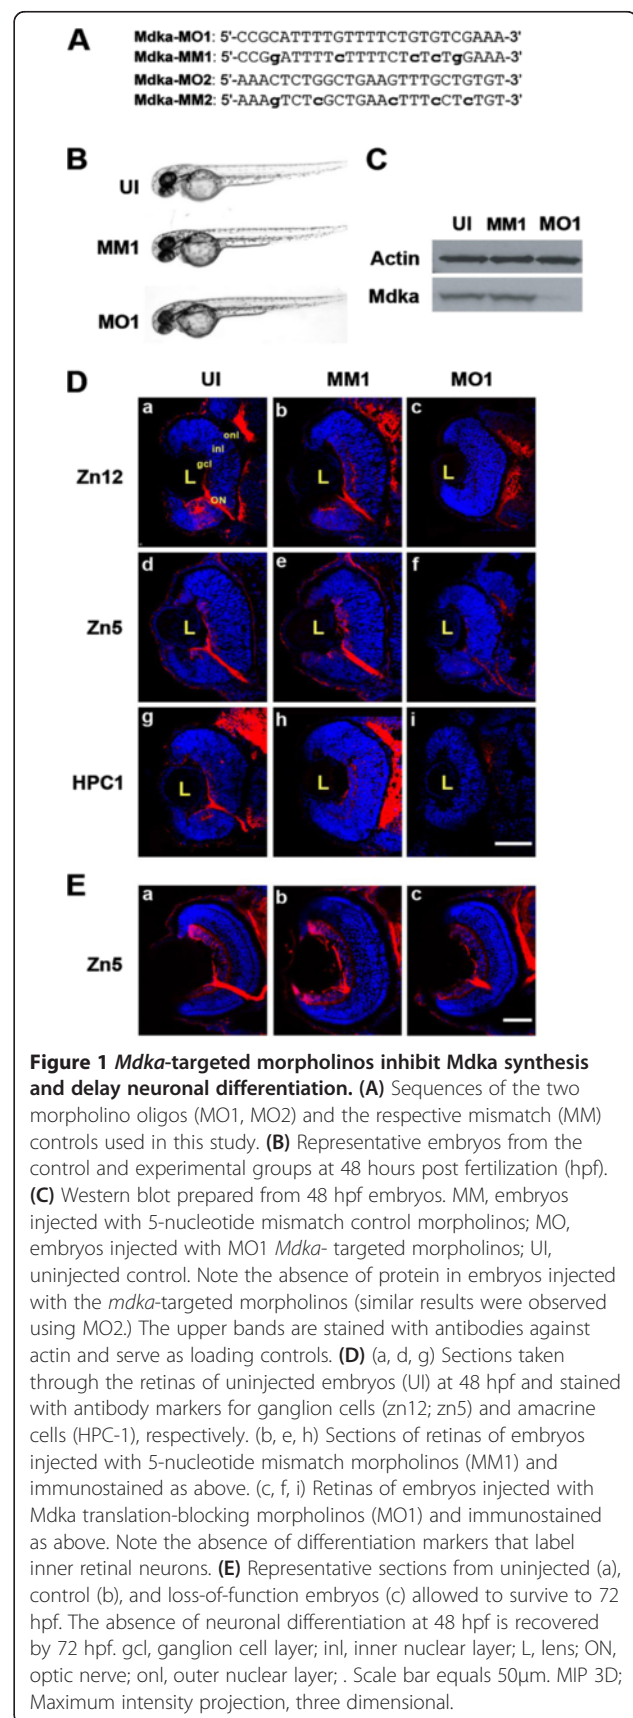 A
Mdka-MO1: 5'-CCGCATTTTGTTTTCTGTGTCGAAA-3'
Mdka-MM1: 5'-CCGgATTTTcTTTTCTcTcTgGAAA-3'
Mdka-MO2: 5'-AAACTCTGGCTGAAGTTTGCTGTGT-3'
Mdka-MM2: 5'-AAAgTCTcGCTGAAcTTTcCTcTGT-3'
B
UI
MM1
MO1
C
UI MM1 MO1
Actin
Mdka
D
UI MM1 MO1
Zn12
a
onl
inl
gcl
L
ON
b
L
c
L
Zn5
d
L
e
L
f
L
HPC1
g
L
h
L
i
L
E
Zn5
a
b
c
Figure 1 Mdka-targeted morpholinos inhibit Mdka synthesis
and delay neuronal differentiation. (A) Sequences of the two
morpholino oligos (MO1, MO2) and the respective mismatch (MM)
controls used in this study. (B) Representative embryos from the
control and experimental groups at 48 hours post fertilization (hpf).
(C) Western blot prepared from 48 hpf embryos. MM, embryos
injected with 5-nucleotide mismatch control morpholinos; MO,
embryos injected with MO1 Mdka- targeted morpholinos; UI,
uninjected control. Note the absence of protein in embryos injected
with the mdka-targeted morpholinos (similar results were observed
using MO2.) The upper bands are stained with antibodies against
actin and serve as loading controls. (D) (a, d, g) Sections taken
through the retinas of uninjected embryos (UI) at 48 hpf and stained
with antibody markers for ganglion cells (zn12; zn5) and amacrine
cells (HPC-1), respectively. (b, e, h) Sections of retinas of embryos
injected with 5-nucleotide mismatch morpholinos (MM1) and
immunostained as above. (c, f, i) Retinas of embryos injected with
Mdka translation-blocking morpholinos (MO1) and immunostained
as above. Note the absence of differentiation markers that label
inner retinal neurons. (E) Representative sections from uninjected (a),
control (b), and loss-of-function embryos (c) allowed to survive to 72
hpf. The absence of neuronal differentiation at 48 hpf is recovered
by 72 hpf. gcl, ganglion cell layer; inl, inner nuclear layer; L, lens; ON,
optic nerve; onl, outer nuclear layer; . Scale bar equals 50μm. MIP 3D;
Maximum intensity projection, three dimensional.